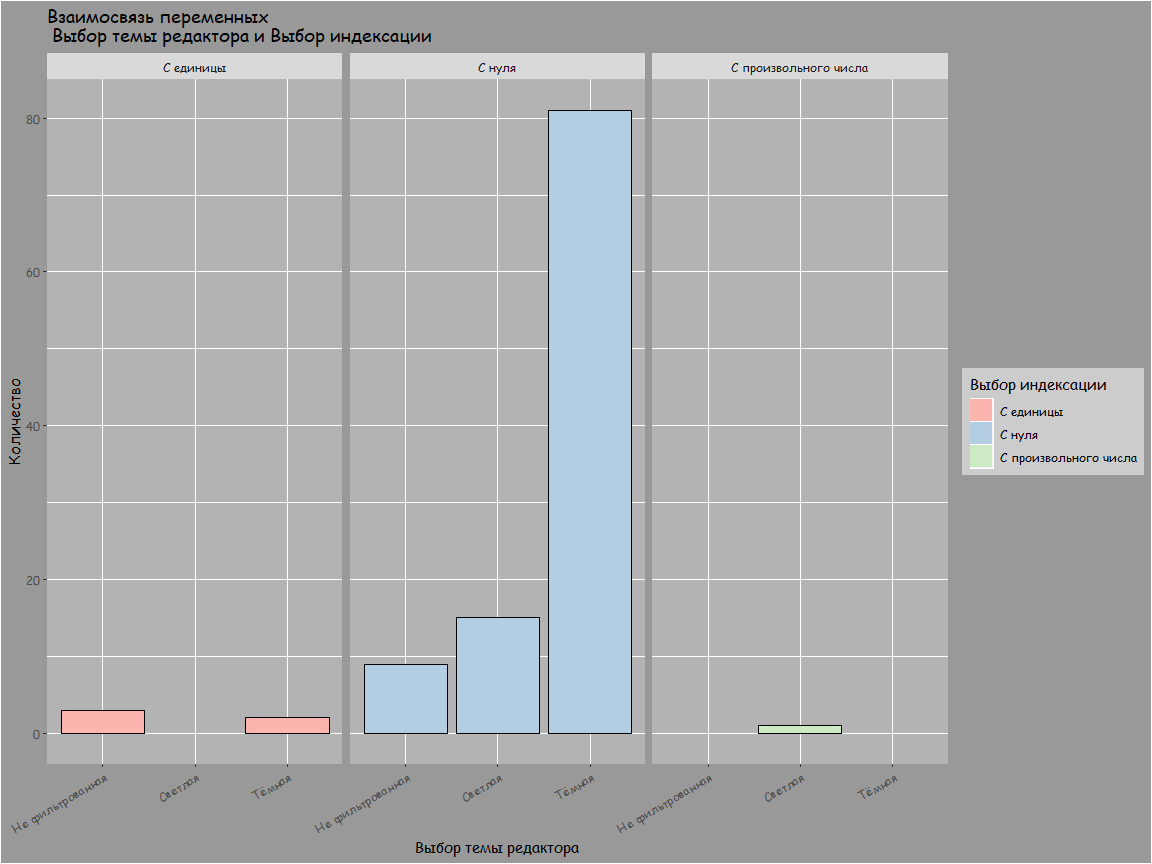 Взаимосвязь переменных
Выбор темы редактора и Выбор индексации
С единицы
С нуля
С произвольного числа
80
60
40
20
0
Количество
Не фильтрованная
Светлая
Тёмная
Не фильтрованная
Светлая
Тёмная
Не фильтрованная
Светлая
Тёмная
Выбор темы редактора
Выбор индексации
С единицы
С нуля
С произвольного числа